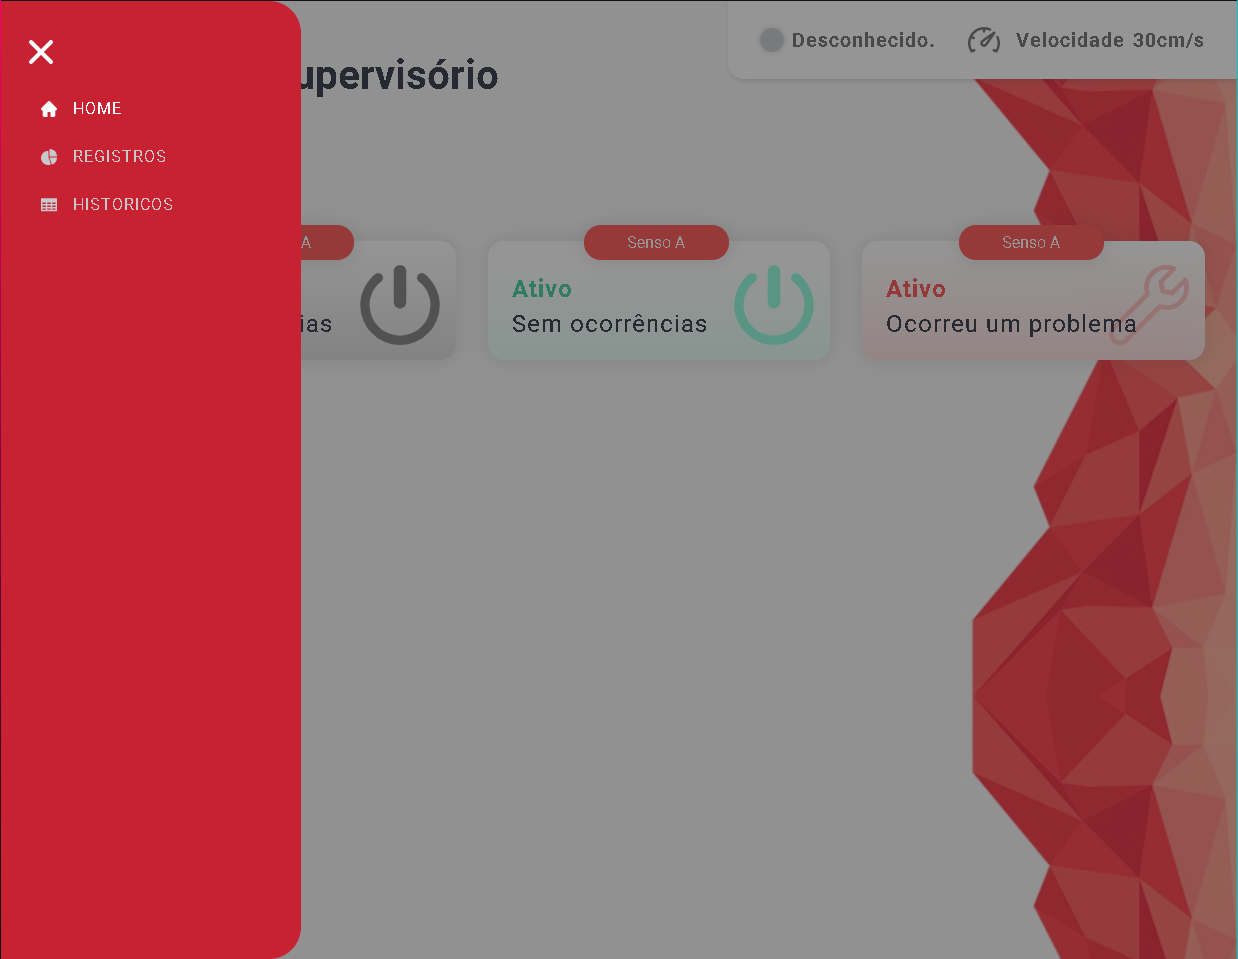 Desconhecido.
Velocidade 30cm/s
upervisório
HOME
REGISTROS
HISTORICOS
A
ias
Senso A
Ativo
Sem ocorrências
Senso A
Ativo
Ocorreu um problema